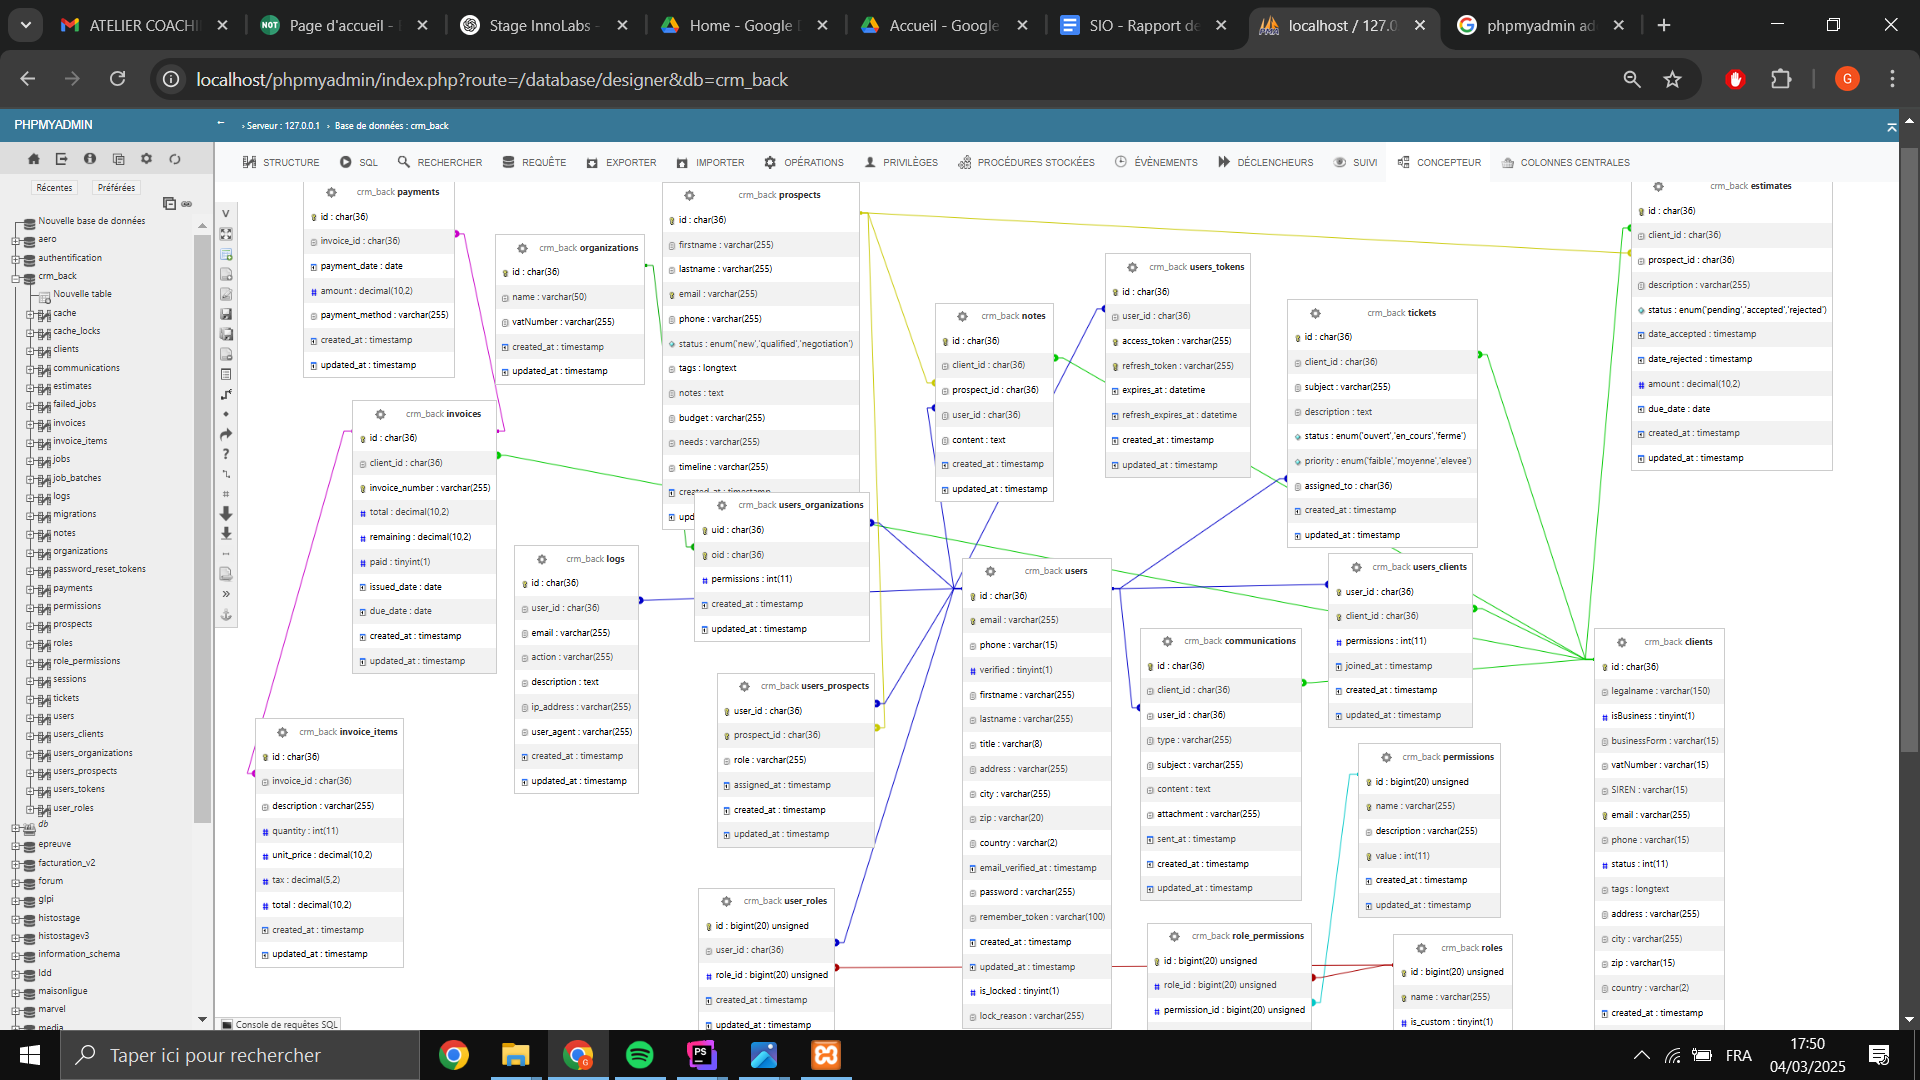 ATELIER COACHI
Page d'accueil -
Stage InnoLabs -
Home - Google D
Accueil - Google
SIO - Rapport de
localhost / 127.0
phpmyadmin ad
localhost/phpmyadmin/index.php?route=/database/designer&db=crm_back
G
PHPMYADMIN
Serveur : 127.0.0.1 › Base de données : crm_back
STRUCTURE
SQL
RECHERCHER
REQUÊTE
EXPORTER
IMPORTER
OPÉRATIONS
PRIVILÈGES
PROCÉDURES STOCKÉES
ÉVÈNEMENTS
DÉCLENCHEURS
SUIVI
CONCEPTEUR
COLONNES CENTRALES
Récentes
Préférées
Nouvelle base de données
aero
authentification
crm_back
Nouvelle table
cache
cache_locks
clients
communications
estimates
failed_jobs
invoices
invoice_items
jobs
job_batches
logs
migrations
notes
organizations
password_reset_tokens
payments
permissions
prospects
roles
role_permissions
sessions
tickets
users
users_clients
users_organizations
users_prospects
users_tokens
user_roles
db
epreuve
facturation_v2
forum
glpi
histostage
histostagev3
information_schema
ldd
maisonligue
marvel
media
crm_back payments
id : char(36)
invoice_id : char(36)
payment_date : date
amount : decimal(10,2)
payment_method : varchar(255)
created_at : timestamp
updated_at : timestamp
crm_back organizations
id : char(36)
name : varchar(50)
vatNumber : varchar(255)
created_at : timestamp
updated_at : timestamp
crm_back prospects
id : char(36)
firstname : varchar(255)
lastname : varchar(255)
email : varchar(255)
phone : varchar(255)
status : enum('new','qualified','negotiation')
tags : longtext
notes : text
budget : varchar(255)
needs : varchar(255)
timeline : varchar(255)
created_at : timestamp
upd
crm_back notes
id : char(36)
client_id : char(36)
prospect_id : char(36)
user_id : char(36)
content : text
created_at : timestamp
updated_at : timestamp
crm_back users_tokens
id : char(36)
user_id : char(36)
access_token : varchar(255)
refresh_token : varchar(255)
expires_at : datetime
refresh_expires_at : datetime
created_at : timestamp
updated_at : timestamp
crm_back tickets
id : char(36)
client_id : char(36)
subject : varchar(255)
description : text
status : enum('ouvert','en_cours','ferme')
priority : enum('faible','moyenne','elevee')
assigned_to : char(36)
created_at : timestamp
updated_at : timestamp
crm_back estimates
id : char(36)
client_id : char(36)
prospect_id : char(36)
description : varchar(255)
status : enum('pending','accepted','rejected')
date_accepted : timestamp
date_rejected : timestamp
amount : decimal(10,2)
due_date : date
created_at : timestamp
updated_at : timestamp
crm_back invoices
id : char(36)
client_id : char(36)
invoice_number : varchar(255)
total : decimal(10,2)
remaining : decimal(10,2)
paid : tinyint(1)
issued_date : date
due_date : date
created_at : timestamp
updated_at : timestamp
crm_back users_organizations
uid : char(36)
oid : char(36)
permissions : int(11)
created_at : timestamp
updated_at : timestamp
crm_back logs
id : char(36)
user_id : char(36)
email : varchar(255)
action : varchar(255)
description : text
ip_address : varchar(255)
user_agent : varchar(255)
created_at : timestamp
updated_at : timestamp
crm_back users
id : char(36)
email : varchar(255)
phone : varchar(15)
verified : tinyint(1)
firstname : varchar(255)
lastname : varchar(255)
title : varchar(8)
address : varchar(255)
city : varchar(255)
zip : varchar(20)
country : varchar(2)
email_verified_at : timestamp
password : varchar(255)
remember_token : varchar(100)
created_at : timestamp
updated_at : timestamp
is_locked : tinyint(1)
lock_reason : varchar(255)
crm_back users_clients
user_id : char(36)
client_id : char(36)
permissions : int(11)
joined_at : timestamp
created_at : timestamp
updated_at : timestamp
crm_back communications
id : char(36)
client_id : char(36)
user_id : char(36)
type : varchar(255)
subject : varchar(255)
content : text
attachment : varchar(255)
sent_at : timestamp
created_at : timestamp
updated_at : timestamp
crm_back clients
id : char(36)
legalname : varchar(150)
isBusiness : tinyint(1)
businessForm : varchar(15)
vatNumber : varchar(15)
SIREN : varchar(15)
email : varchar(255)
phone : varchar(15)
status : int(11)
tags : longtext
address : varchar(255)
city : varchar(255)
zip : varchar(15)
country : varchar(2)
created_at : timestamp
crm_back users_prospects
user_id : char(36)
prospect_id : char(36)
role : varchar(255)
assigned_at : timestamp
created_at : timestamp
updated_at : timestamp
crm_back invoice_items
id : char(36)
invoice_id : char(36)
description : varchar(255)
quantity : int(11)
unit_price : decimal(10,2)
tax : decimal(5,2)
total : decimal(10,2)
created_at : timestamp
updated_at : timestamp
crm_back permissions
id : bigint(20) unsigned
name : varchar(255)
description : varchar(255)
value : int(11)
created_at : timestamp
updated_at : timestamp
crm_back user_roles
id : bigint(20) unsigned
user_id : char(36)
role_id : bigint(20) unsigned
created_at : timestamp
updated_at : timestamp
crm_back role_permissions
id : bigint(20) unsigned
role_id : bigint(20) unsigned
permission_id : bigint(20) unsigned
crm_back roles
id : bigint(20) unsigned
name : varchar(255)
is_custom : tinyint(1)
Console de requêtes SQL
Taper ici pour rechercher
FRA
17:50
04/03/2025